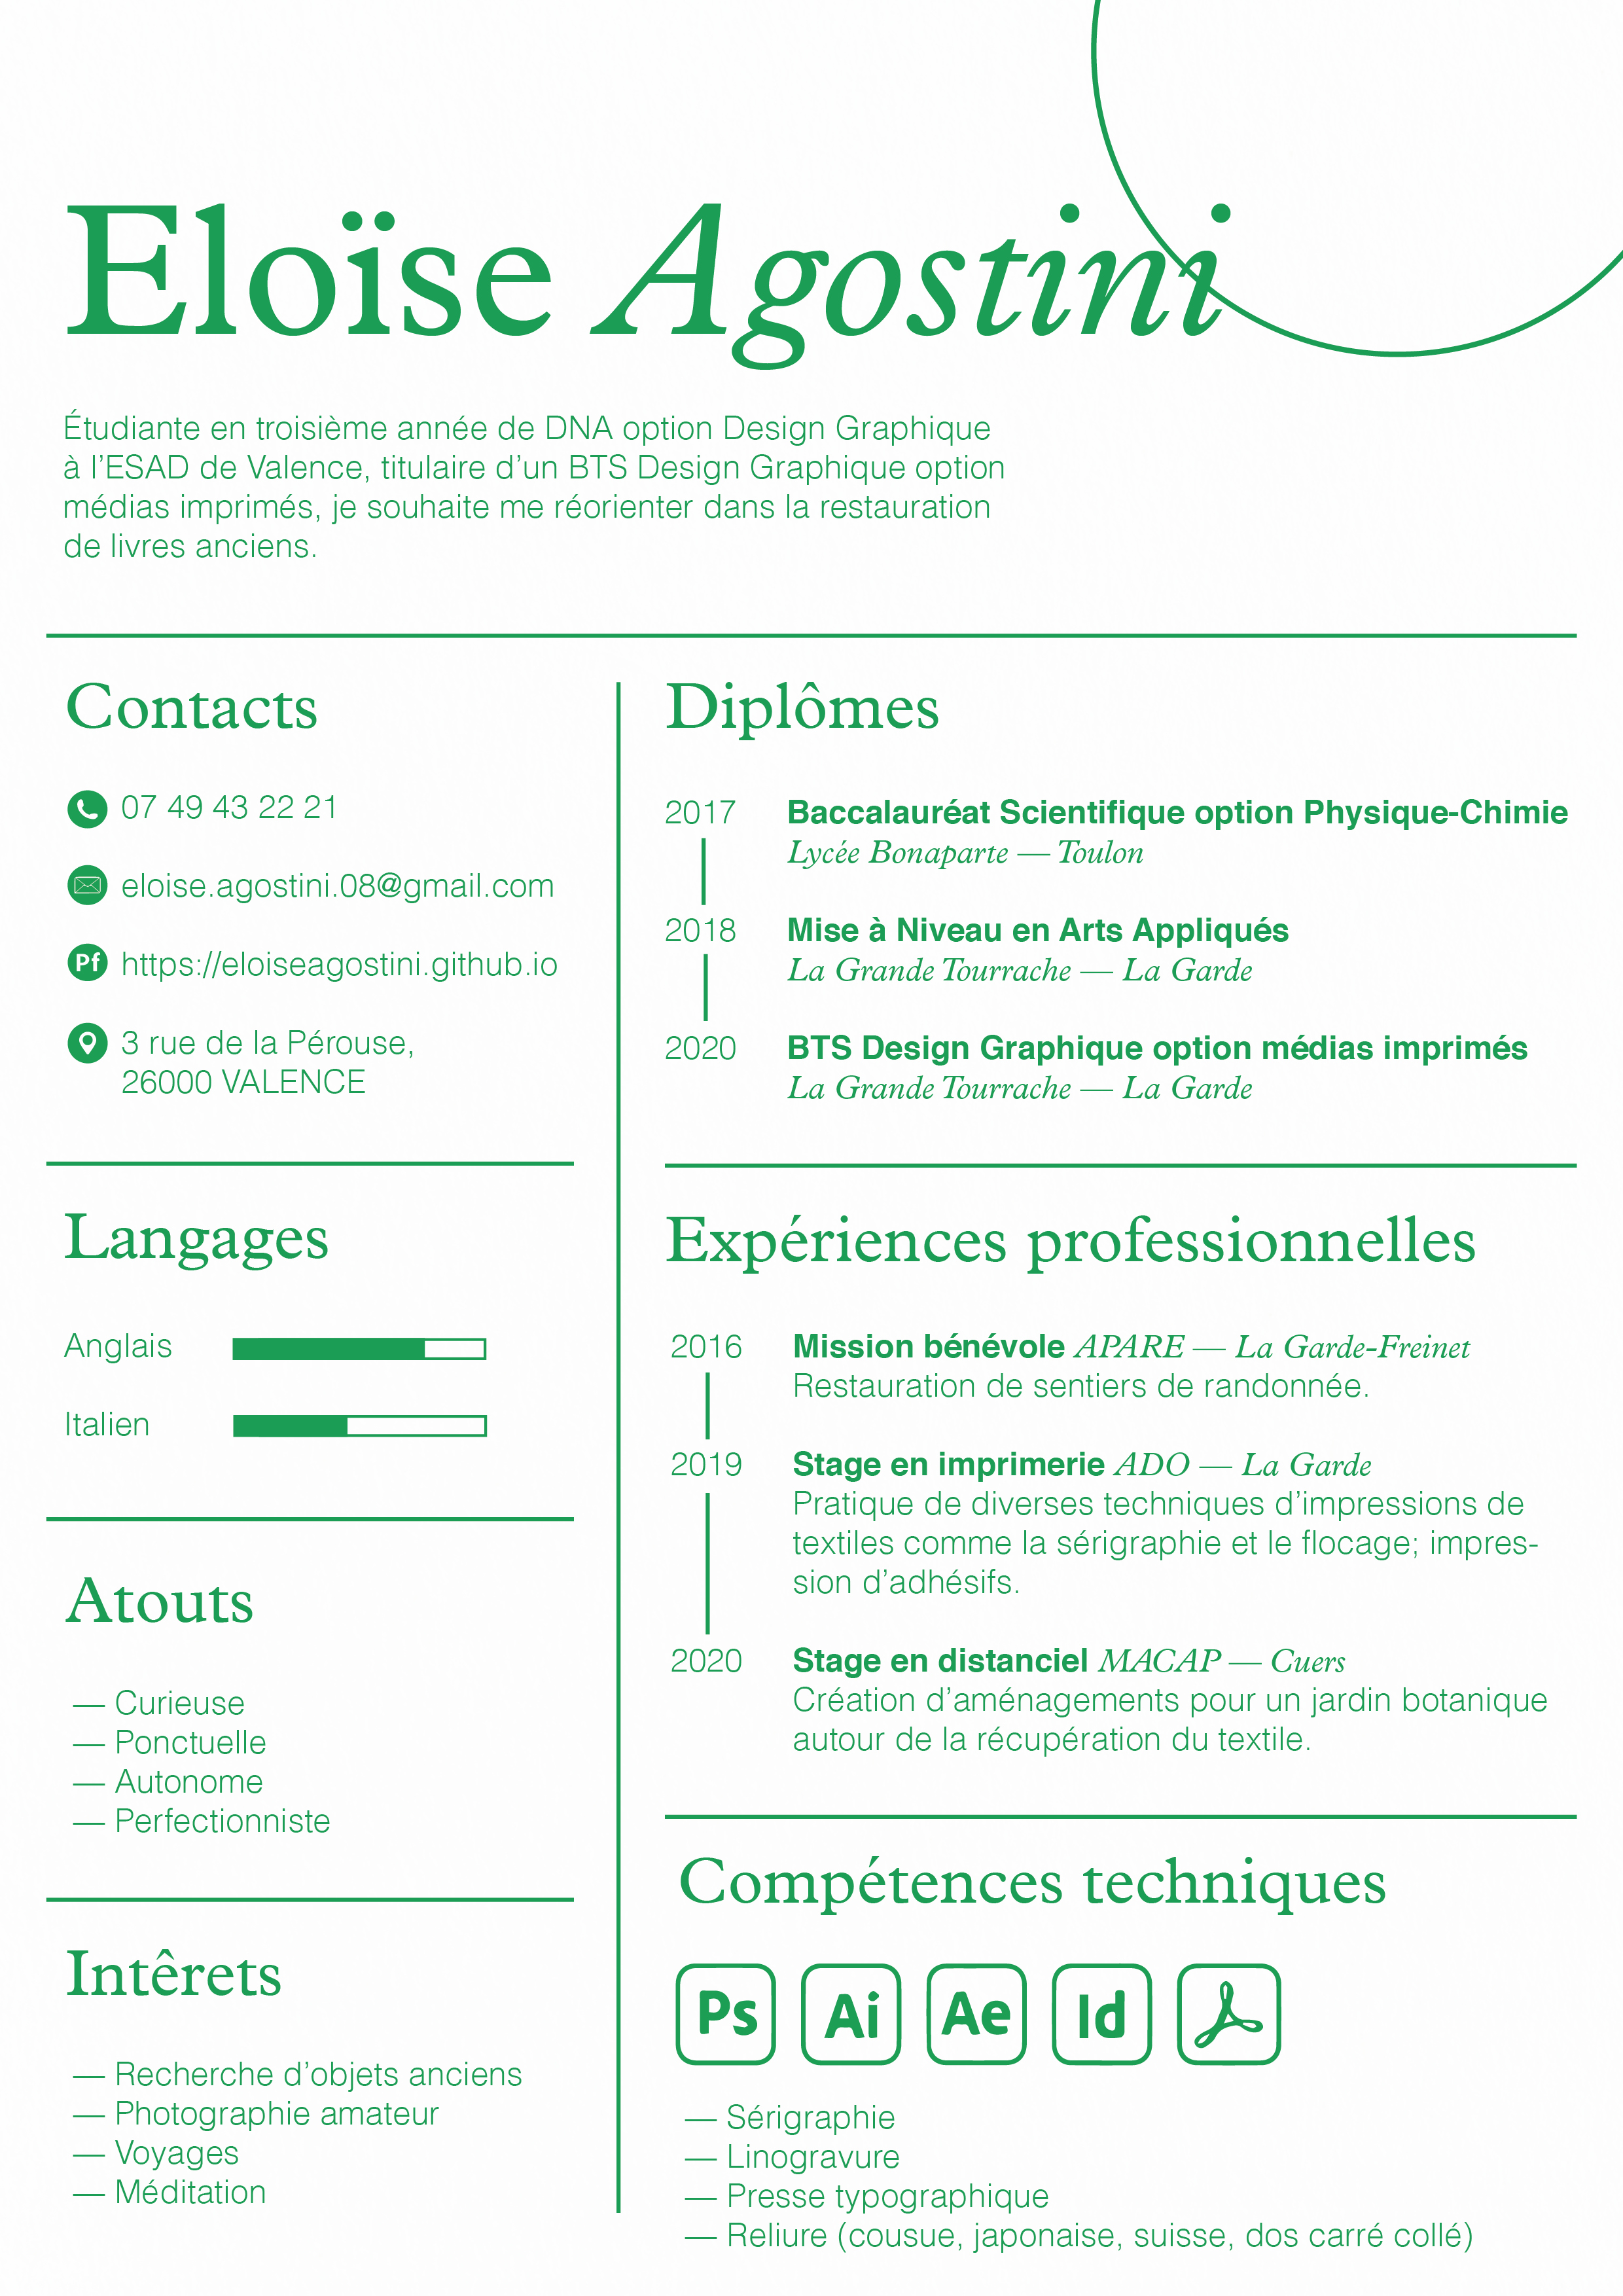 Eloïse Agostini
Étudiante en troisième année de DNA option Design Graphique
à l’ESAD de Valence, titulaire d’un BTS Design Graphique option
médias imprimés, je souhaite me réorienter dans la restauration
de livres anciens.
Contacts
07 49 43 22 21
eloise.agostini.08@gmail.com
Pf https://eloiseagostini.github.io
3 rue de la Pérouse,
26000 VALENCE
Langages
Anglais
Italien
Atouts
— Curieuse
— Ponctuelle
— Autonome
— Perfectionniste
Intêrets
— Recherche d’objets anciens
— Photographie amateur
— Voyages
— Méditation
Diplômes
2017 Baccalauréat Scientifique option Physique-Chimie
Lycée Bonaparte — Toulon
2018 Mise à Niveau en Arts Appliqués
La Grande Tourrache — La Garde
2020 BTS Design Graphique option médias imprimés
La Grande Tourrache — La Garde
Expériences professionnelles
2016 Mission bénévole APARE — La Garde-Freinet
Restauration de sentiers de randonnée.
2019 Stage en imprimerie ADO — La Garde
Pratique de diverses techniques d’impressions de
textiles comme la sérigraphie et le flocage; impres-
sion d’adhésifs.
2020 Stage en distanciel MACAP — Cuers
Création d’aménagements pour un jardin botanique
autour de la récupération du textile.
Compétences techniques
Ps Ai Ae Id
— Sérigraphie
— Linogravure
— Presse typographique
— Reliure (cousue, japonaise, suisse, dos carré collé)